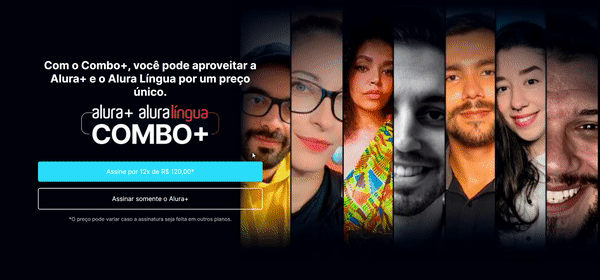 Com o Combo+, você pode aproveitar a
Alura+ e o Alura Língua por um preço
único.
alura+ aluralíngua
COMBO+
Assine por 12x de R$ 120,00*
Assinar somente o Alura+
*O preço pode variar caso a assinatura seja feita em outros planos.